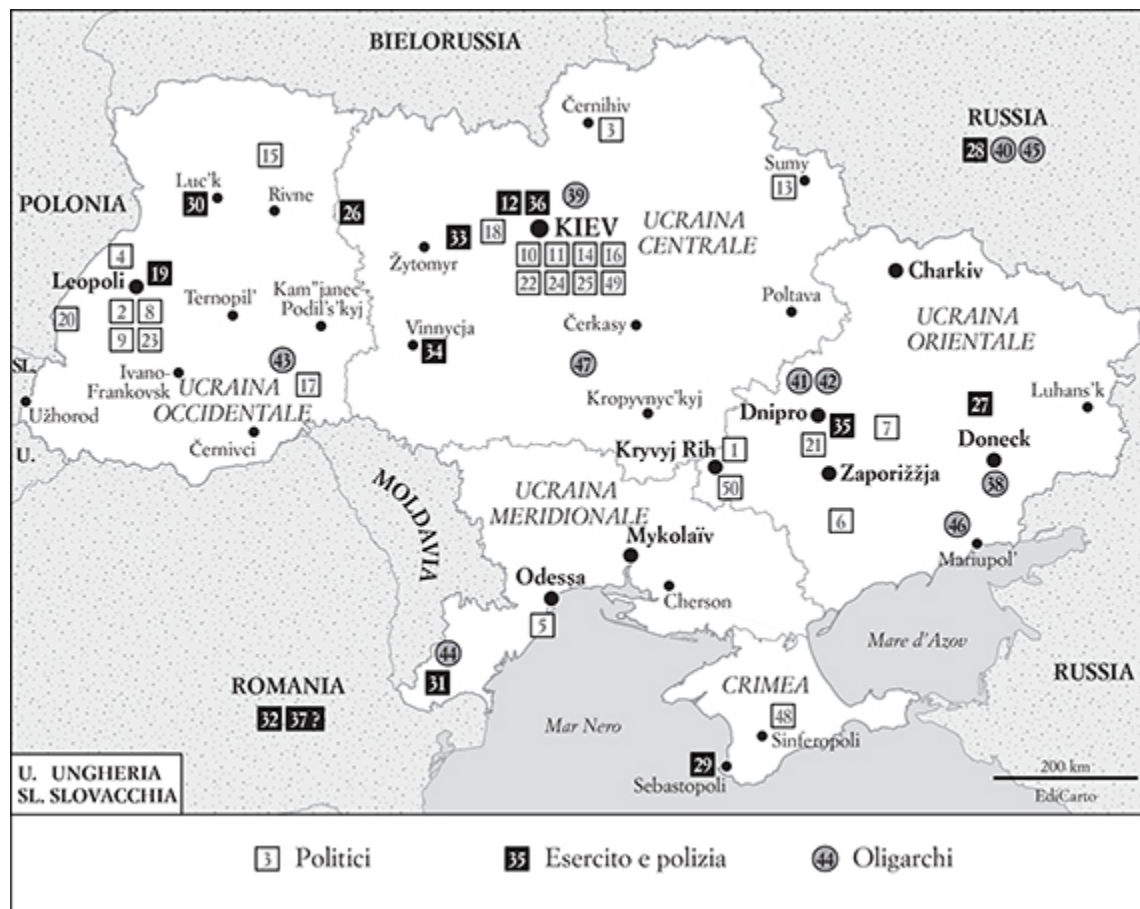 BIELORUSSIA
Černihiv
3
RUSSIA
28 40 45
15
Sumy
13
Luc'k
30
Rivne
POLONIA
26
12 36 39
UCRAINA
CENTRALE
33 18 KIEV
Žytomyr
10 11 14 16
22 24 25 49
4
Leopoli 19
Charkiv
20
2 8
9 23
Ternopil'
Kam"janec'-
Podil's'kyj
Poltava
Vinnycja
34
Čerkasy
UCRAINA
ORIENTALE
SL.
Ivano-
Frankovsk
43
17
47
41 42
UCRAINA
OCCIDENTALE
Užhorod
Kropyvnyc'kyj
Dnipro
35
21
7
27
Luhans'k
Černivci
Doneck
38
U.
Kryvyj Rih 1
50
Zaporižžja
MOLDAVIA
UCRAINA
MERIDIONALE
6
46
Mykolaïv
Mariupol'
Odessa
Cherson
5
Mare d'Azov
44
31
ROMANIA
32 37 ?
RUSSIA
CRIMEA
48
Mar Nero
Sinferopoli
29
Sebastopoli
200 km
EdiCarto
U. UNGHERIA
SL. SLOVACCHIA
3 Politici 35 Esercito e polizia 44 Oligarchi